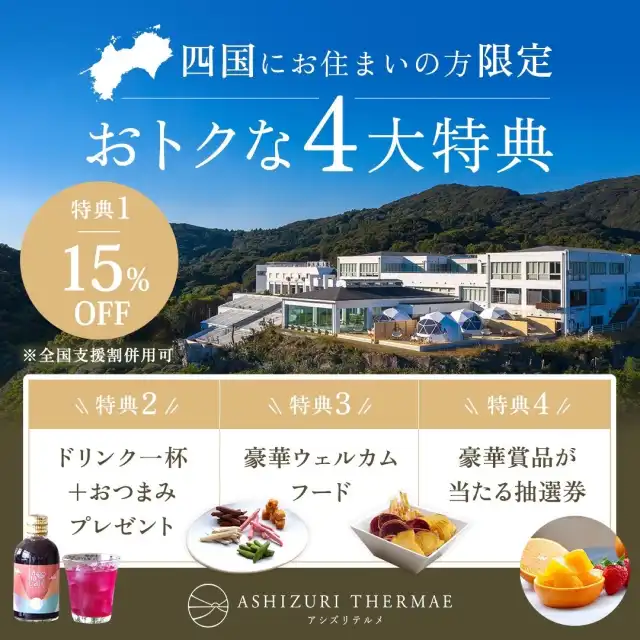 四国にお住まいの方限定
おトクな4大特典
特典1
15%
OFF
※全国支援割併用可
特典2
ドリンク一杯
＋おつまみ
プレゼント
特典3
豪華ウェルカム
フード
特典4
豪華賞品が
当たる抽選券
ASHIZURI THERMAE
アシズリテルメ